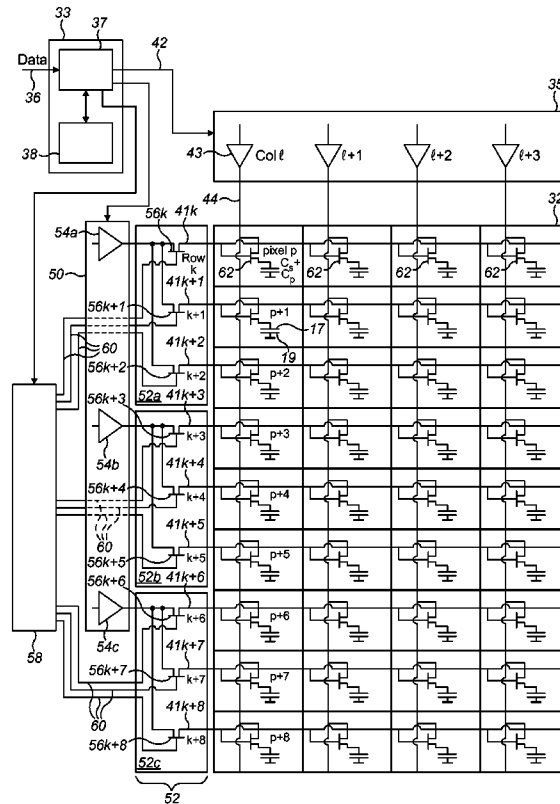 33
37
42
35
Data
36
38
43
Col ℓ
ℓ+1
ℓ+2
ℓ+3
44
32
54a
56k
41k
50
Row
k
pixel p
Cs+
Cp
62
62
62
62
56k+1
41k+1
k+1
p+1
17
19
60
56k+2
41k+2
k+2
p+2
52a
56k+3
41k+3
k+3
p+3
54b
56k+4
41k+4
k+4
p+4
60
56k+5
41k+5
k+5
p+5
52b
56k+6
41k+6
k+6
p+6
58
54c
56k+7
41k+7
k+7
p+7
60
56k+8
41k+8
k+8
p+8
52c
52